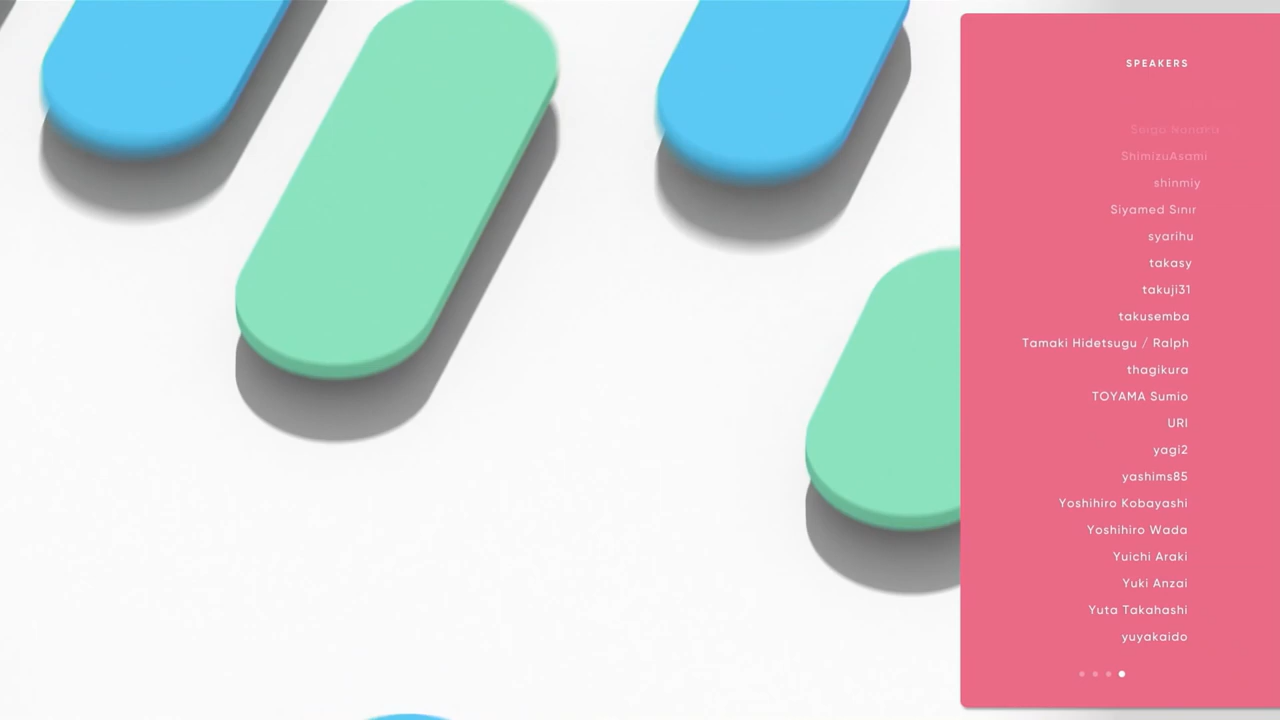 SPEAKERS
ShimizuAsami
shinmiy
Siyamed Sınır
syarihu
takasy
takuji31
takusemba
Tamaki Hidetsugu / Ralph
thagikura
TOYAMA Sumio
URI
yagi2
yashims85
Yoshihiro Kobayashi
Yoshihiro Wada
Yuichi Araki
Yuki Anzai
Yuta Takahashi
yuyakaido